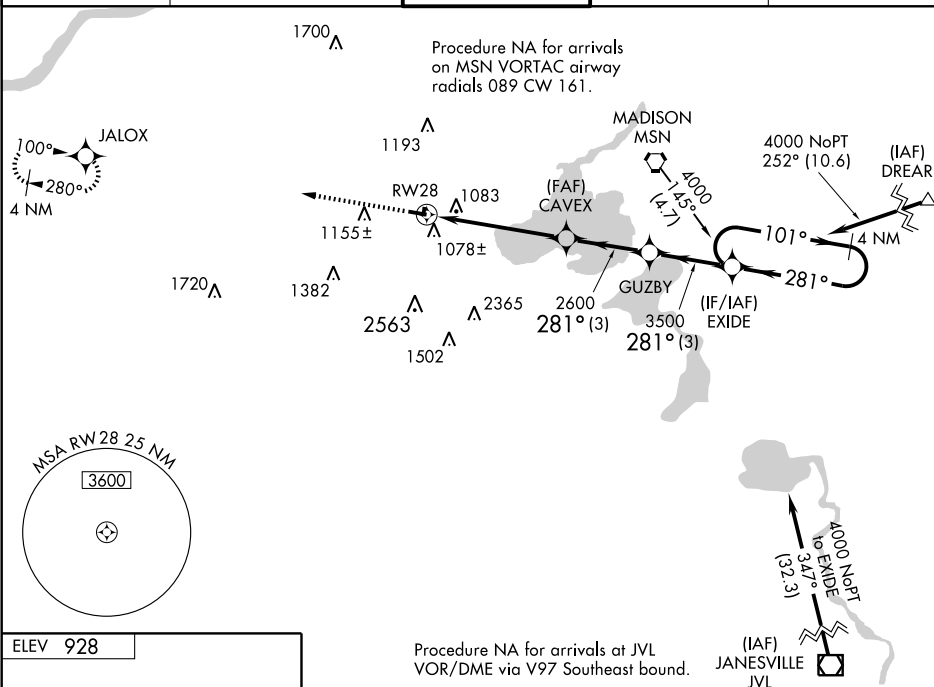 1700
Procedure NA for arrivals
on MSN VORTAC airway
radials 089 CW 161.
JALOX
100°
280°
4 NM
1193
MADISON
MSN
4000
145°
(4.7)
4000 NoPT
252° (10.6)
(IAF)
DREAR
RW28
1083
(FAF)
CAVEX
1155±
1078±
101°
4 NM
281°
1720
1382
GUZBY
(IF/IAF)
EXIDE
2600
281° (3)
3500
281° (3)
2563
2365
1502
MSA RW28 25 NM
3600
4000 NoPT
to EXIDE
347°
(32.3)
ELEV 928
Procedure NA for arrivals at JVL
VOR/DME via V97 Southeast bound.
(IAF)
JANESVILLE
JVL